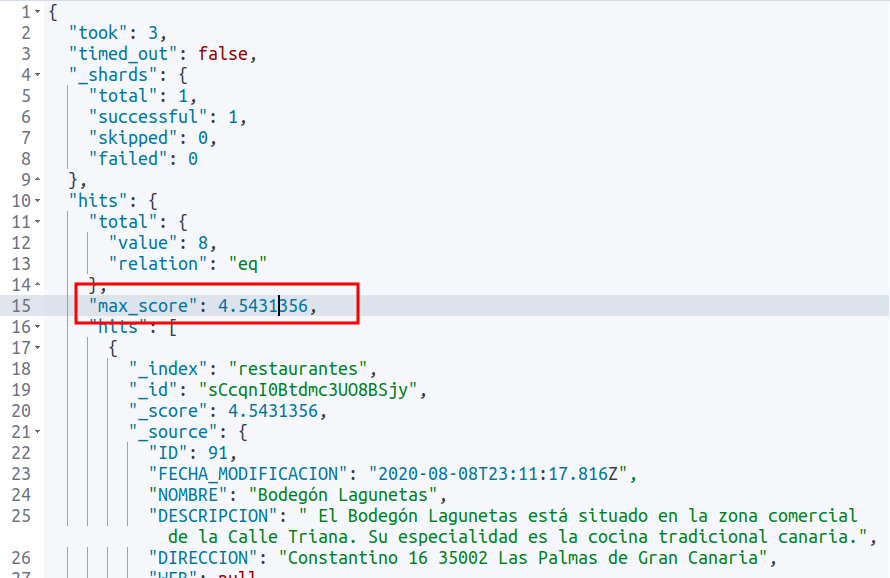 1 {
2 "took": 3,
3 "timed_out": false,
4 "_shards": {
5 "total": 1,
6 "successful": 1,
7 "skipped": 0,
8 "failed": 0
9 },
10 "hits": {
11 "total": {
12 "value": 8,
13 "relation": "eq"
14 },
15 "max_score": 4.5431356,
16 "hits": [
17 {
18 "_index": "restaurantes",
19 "_id": "sCcqnI0Btdmc3UO8BSjy",
20 "_score": 4.5431356,
21 "_source": {
22 "ID": 91,
23 "FECHA_MODIFICACION": "2020-08-08T23:11:17.816Z",
24 "NOMBRE": "Bodegón Lagunetas",
25 "DESCRIPCION": " El Bodegón Lagunetas está situado en la zona comercial
de la Calle Triana. Su especialidad es la cocina tradicional canaria.",
26 "DIRECCION": "Constantino 16 35002 Las Palmas de Gran Canaria",
27 "WEB": null